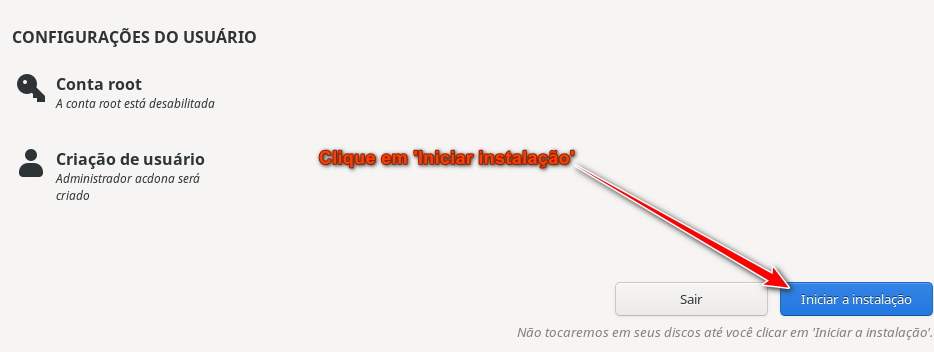 CONFIGURAÇÕES DO USUÁRIO
Conta root
A conta root está desabilitada
Criação de usuário
Administrador acdona será
criado
Clique em 'Iniciar instalação'
Sair
Iniciar a instalação
Não tocaremos em seus discos até você clicar em 'Iniciar a instalação'.